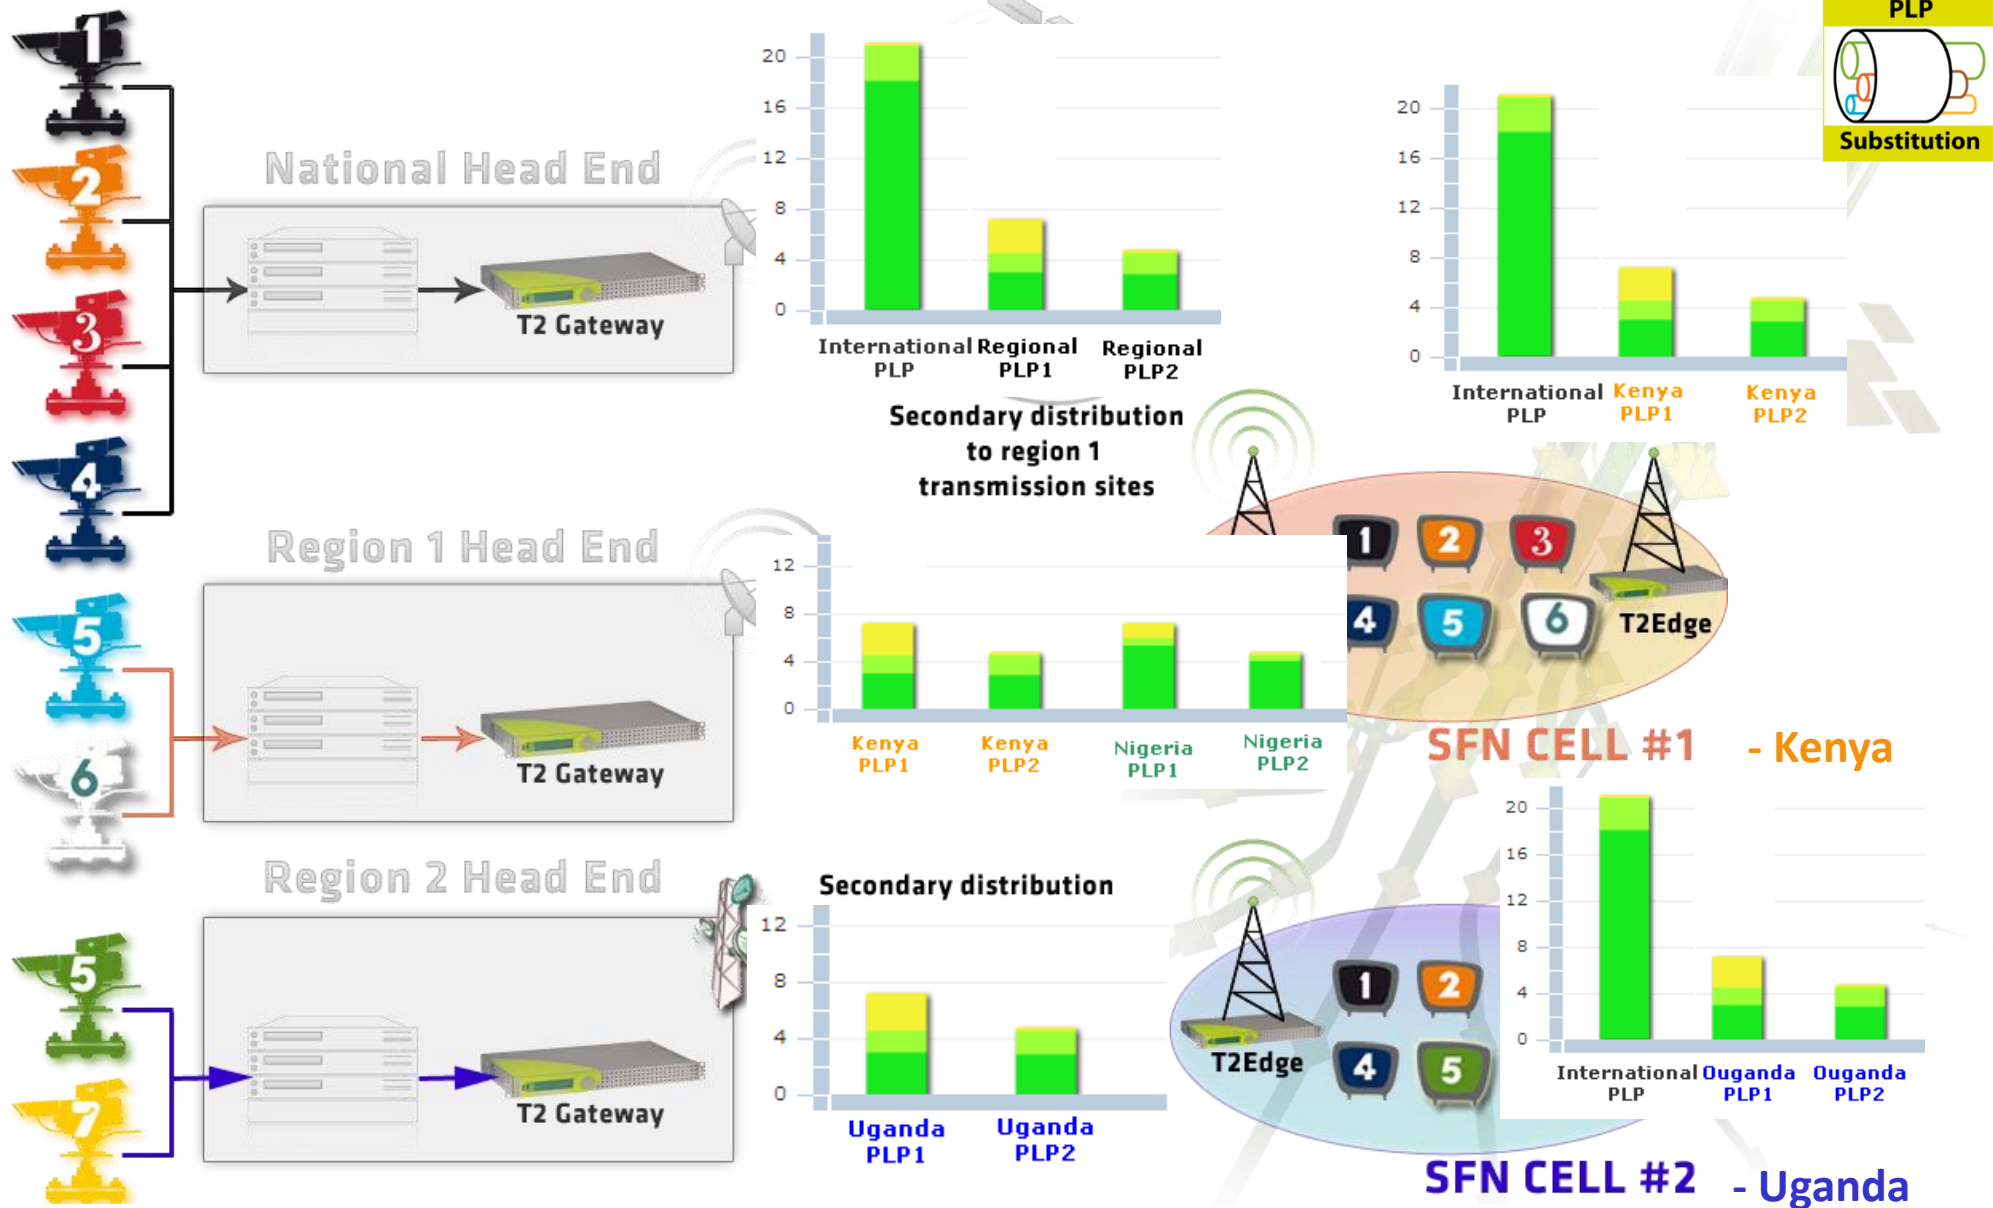 PLP
Substitution
1
2
3
4
5
6
5
7
National Head End
T2 Gateway
20
16
12
8
4
0
International PLP
Regional PLP1
Regional PLP2
20
16
12
8
4
0
International PLP
Kenya PLP1
Kenya PLP2
Secondary distribution
to region 1
transmission sites
Region 1 Head End
T2 Gateway
12
8
4
0
Kenya PLP1
Kenya PLP2
Nigeria PLP1
Nigeria PLP2
1
2
3
4
5
6
T2Edge
SFN CELL #1
- Kenya
Region 2 Head End
T2 Gateway
Secondary distribution
12
8
4
0
Uganda PLP1
Uganda PLP2
T2Edge
1
2
4
5
20
16
12
8
4
0
International PLP
Ouganda PLP1
Ouganda PLP2
SFN CELL #2
- Uganda